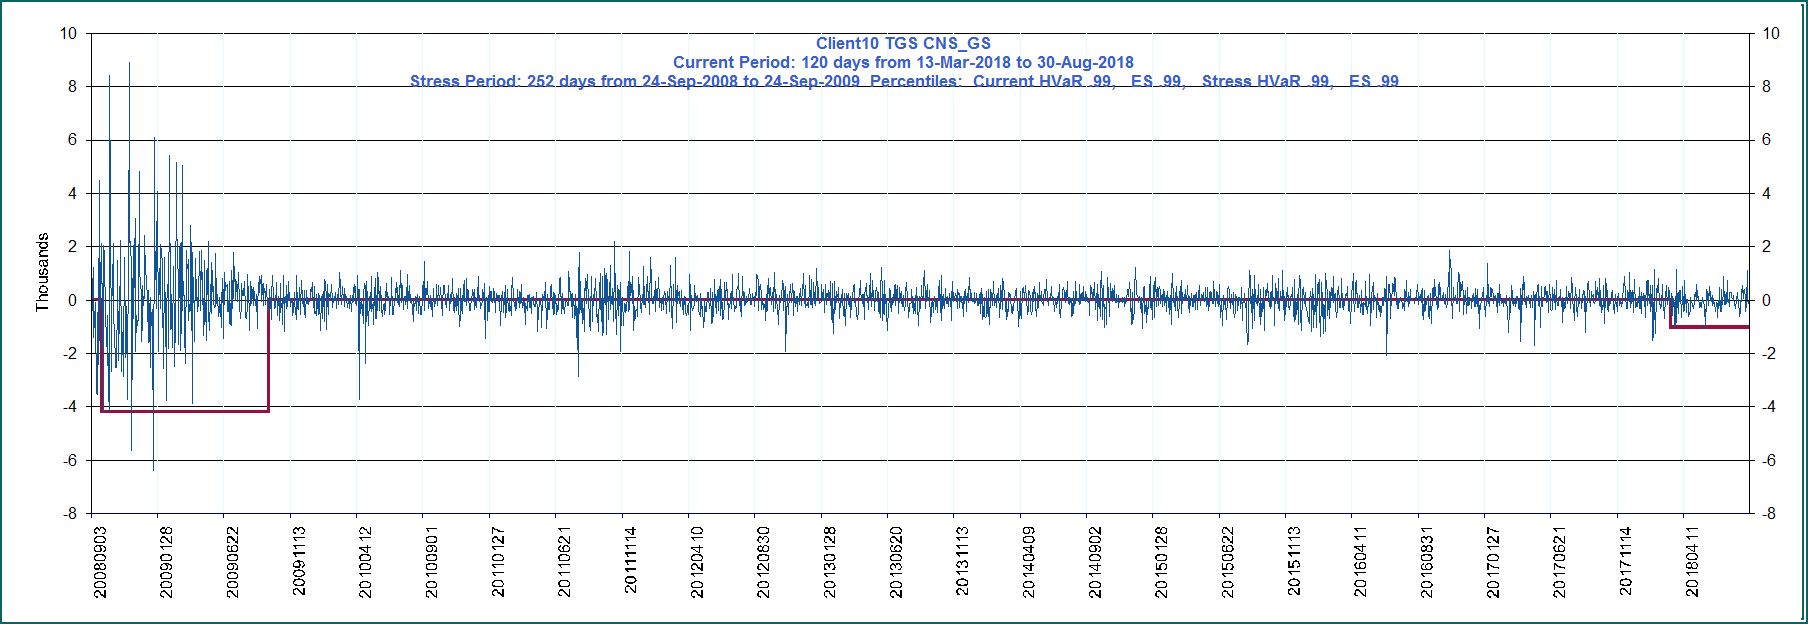 Client10 TGS CNS_GS
Current Period: 120 days from 13-Mar-2018 to 30-Aug-2018
Stress Period: 252 days from 24-Sep-2008 to 24-Sep-2009 Percentiles: Current HVaR .99, ES .99, Stress HVaR .99, ES .99
Thousands
10 10
8 8
6 6
4 4
2 2
0 0
-2 -2
-4 -4
-6 -6
-8 -8
20080903 20090128 20090622 20091113 20100412 20100901 20110127 20110621 20111114 20120410 20120830 20130128 20130620 20131113 20140409 20140902 20150128 20150622 20151113 20160411 20160831 20170127 20170621 20171114 20180411